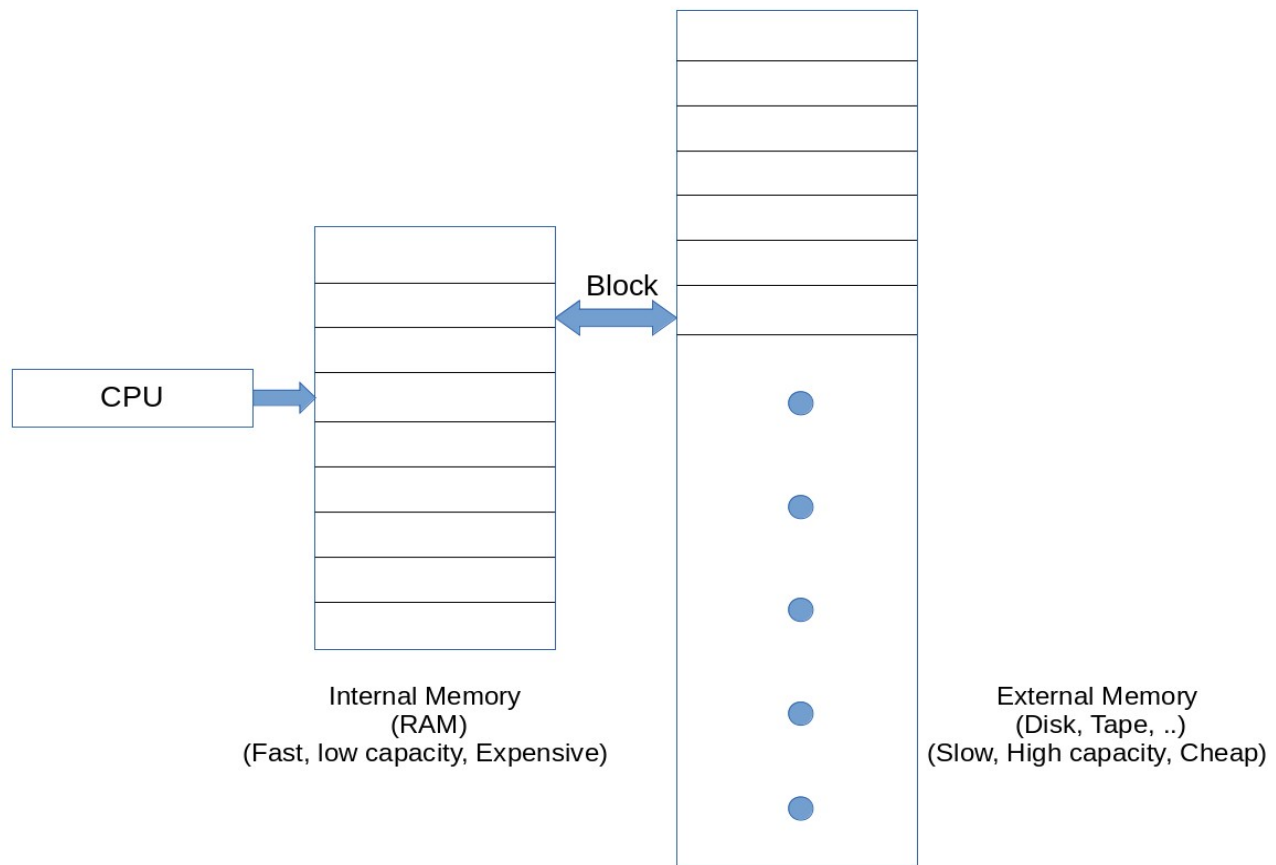 CPU
Block
Internal Memory
(RAM)
(Fast, low capacity, Expensive)
External Memory
(Disk, Tape, ..)
(Slow, High capacity, Cheap)